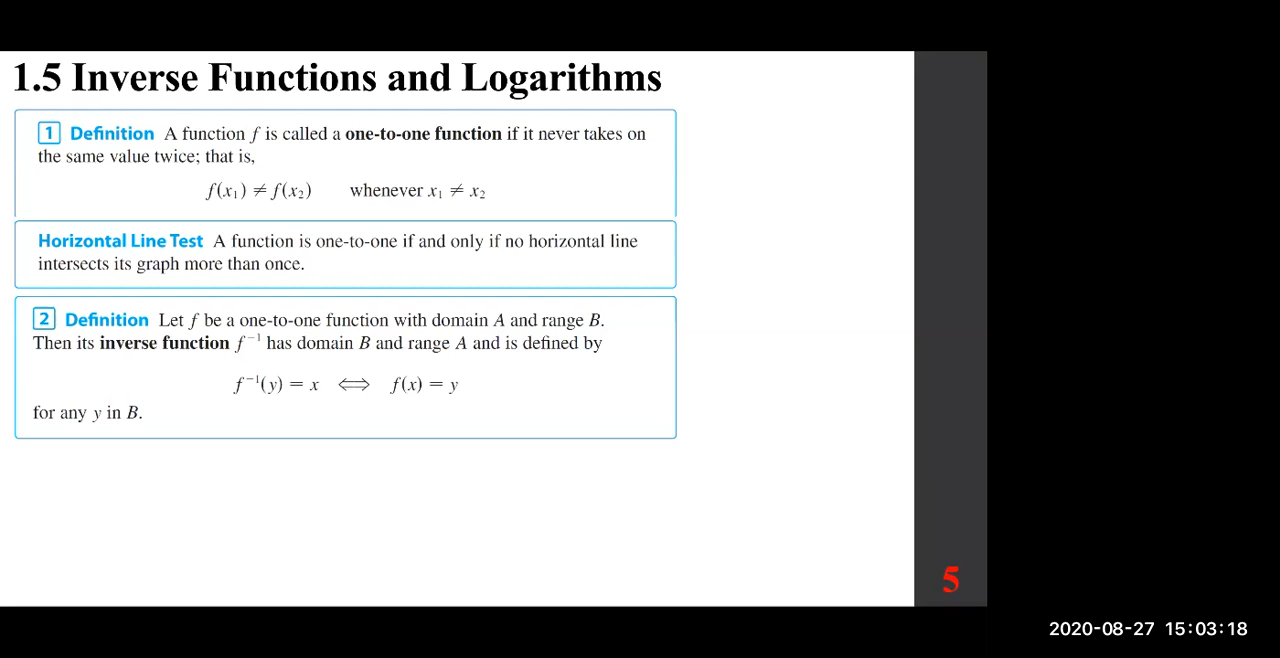 1.5 Inverse Functions and Logarithms
1 Definition A function f is called a one-to-one function if it never takes on
the same value twice; that is,
f(x₁) ≠ f(x₂) whenever x₁ ≠ x₂
Horizontal Line Test A function is one-to-one if and only if no horizontal line
intersects its graph more than once.
2 Definition Let f be a one-to-one function with domain A and range B.
Then its inverse function f⁻¹ has domain B and range A and is defined by
f⁻¹(y) = x ⟺ f(x) = y
for any y in B.
5
2020-08-27 15:03:18